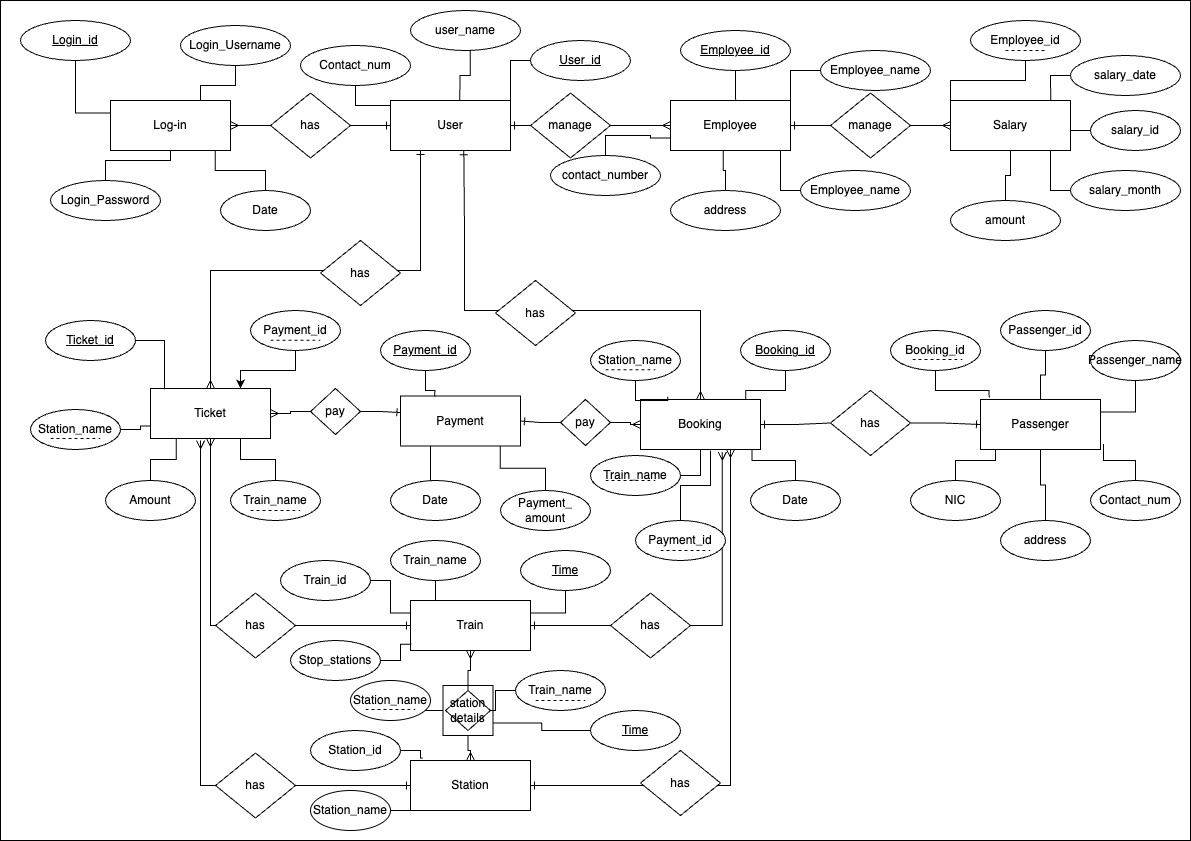 user_name
Login_id
Login_Username
Contact_num
User_id
Employee_id
Employee_name
Employee_id
salary_date
Log-in
has
User
manage
Employee
manage
Salary
salary_id
contact_number
Login_Password
Date
address
Employee_name
amount
salary_month
has
has
Ticket_id
Payment_id
Payment_id
Station_name
Booking_id
Booking_id
Passenger_id
Passenger_name
Ticket
pay
Payment
pay
Booking
has
Passenger
Station_name
Amount
Train_name
Date
Payment_
amount
Train_name
Payment_id
Date
NIC
address
Contact_num
Train_id
Train_name
Time
has
Train
has
Stop_stations
Station_name
station
details
Train_name
Time
Station_id
has
Station
has
Station_name